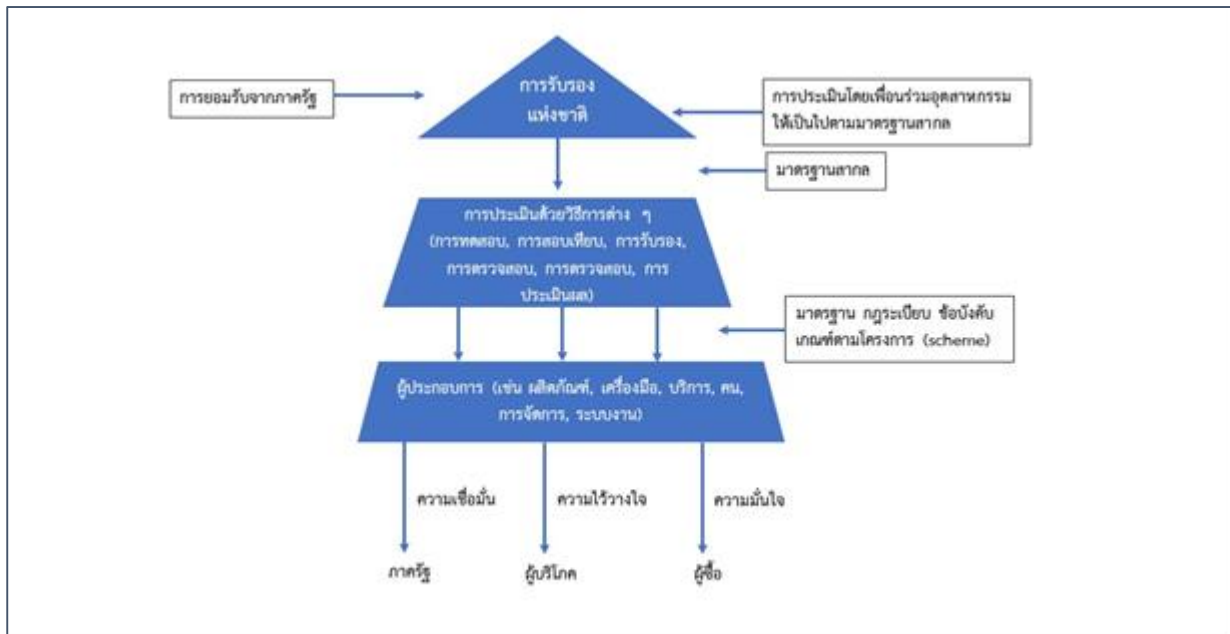 การรับรอง
แห่งชาติ
การยอมรับจากภาครัฐ
การประเมินโดยเพื่อนร่วมอุตสาหกรรม
ให้เป็นไปตามมาตรฐานสากล
มาตรฐานสากล
การประเมินด้วยวิธีการต่าง ๆ
(การทดสอบ, การสอบเทียบ, การรับรอง,
การตรวจสอบ, การตรวจสอบ, การ
ประเมินผล)
มาตรฐาน กฎระเบียบ ข้อบังคับ
เกณฑ์ตามโครงการ (scheme)
ผู้ประกอบการ (เช่น ผลิตภัณฑ์, เครื่องมือ, บริการ, คน,
การจัดการ, ระบบงาน)
ความเชื่อมั่น
ความไว้วางใจ
ความมั่นใจ
ภาครัฐ
ผู้บริโภค
ผู้ซื้อ